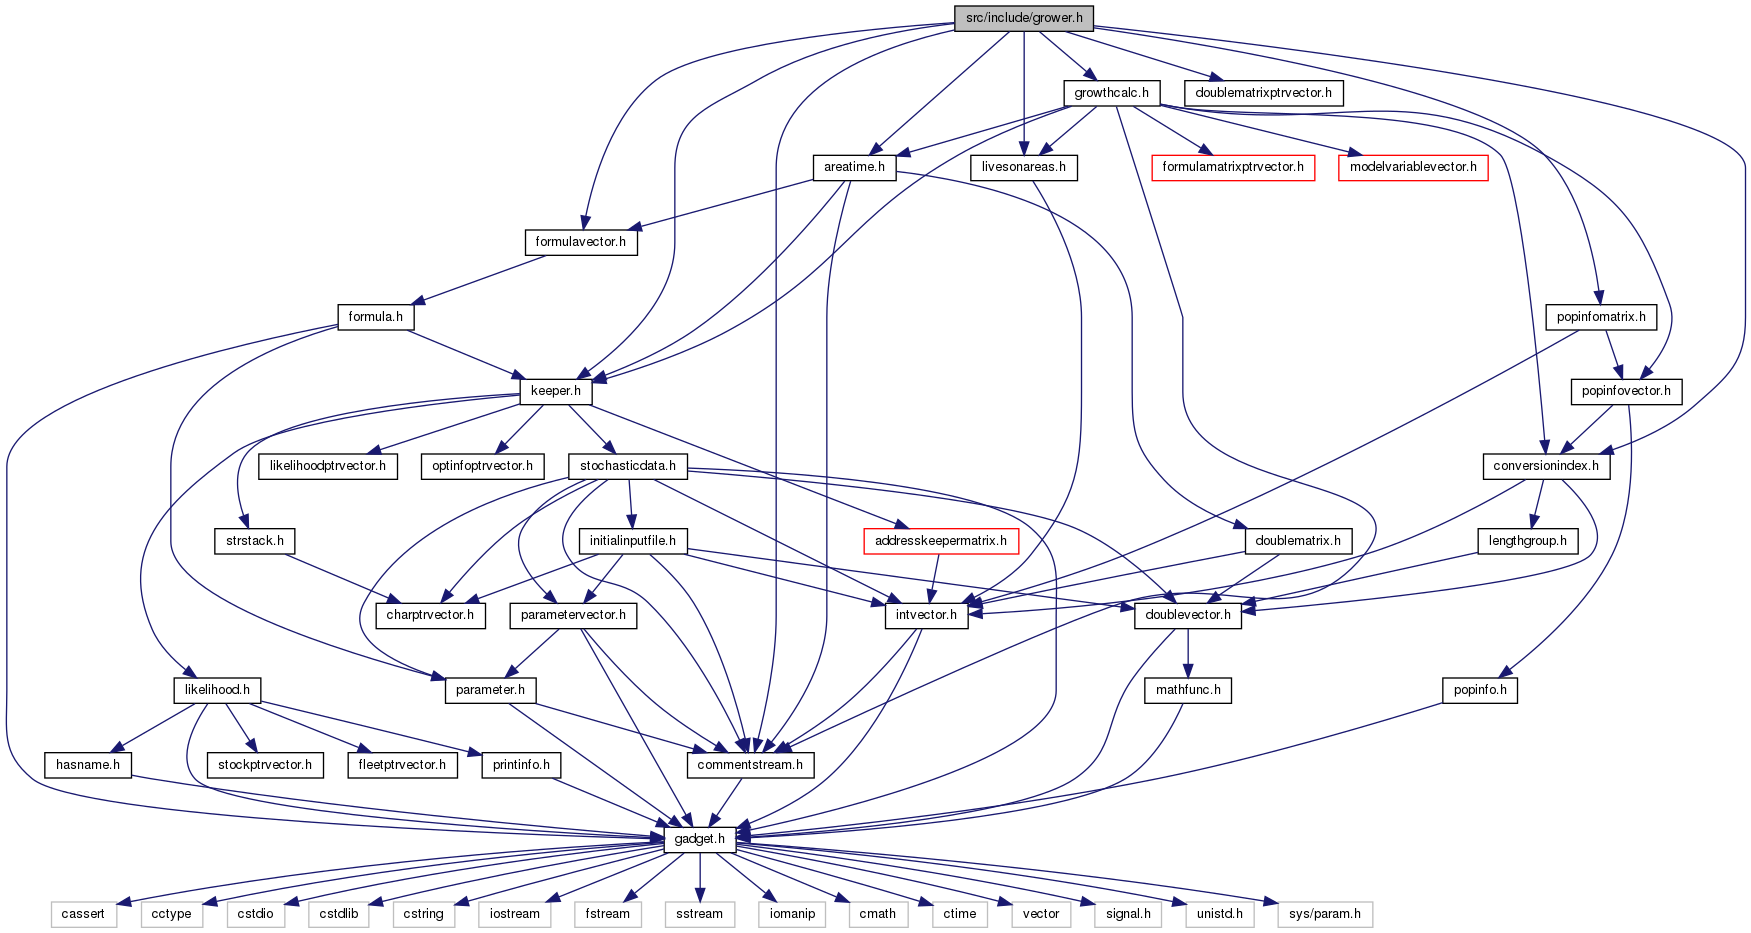 src/include/grower.h
growthcalc.h
doublematrixptrvector.h
areatime.h
livesonareas.h
formulamatrixptrvector.h
modelvariablevector.h
formulavector.h
formula.h
popinfomatrix.h
keeper.h
popinfovector.h
likelihoodptrvector.h
optinfoptrvector.h
stochasticdata.h
conversionindex.h
strstack.h
initialinputfile.h
addresskeepermatrix.h
doublematrix.h
lengthgroup.h
charptrvector.h
parametervector.h
intvector.h
doublevector.h
likelihood.h
parameter.h
mathfunc.h
popinfo.h
hasname.h
stockptrvector.h
fleetptrvector.h
printinfo.h
commentstream.h
gadget.h
cassert
cctype
cstdio
cstdlib
cstring
iostream
fstream
sstream
iomanip
cmath
ctime
vector
signal.h
unistd.h
sys/param.h